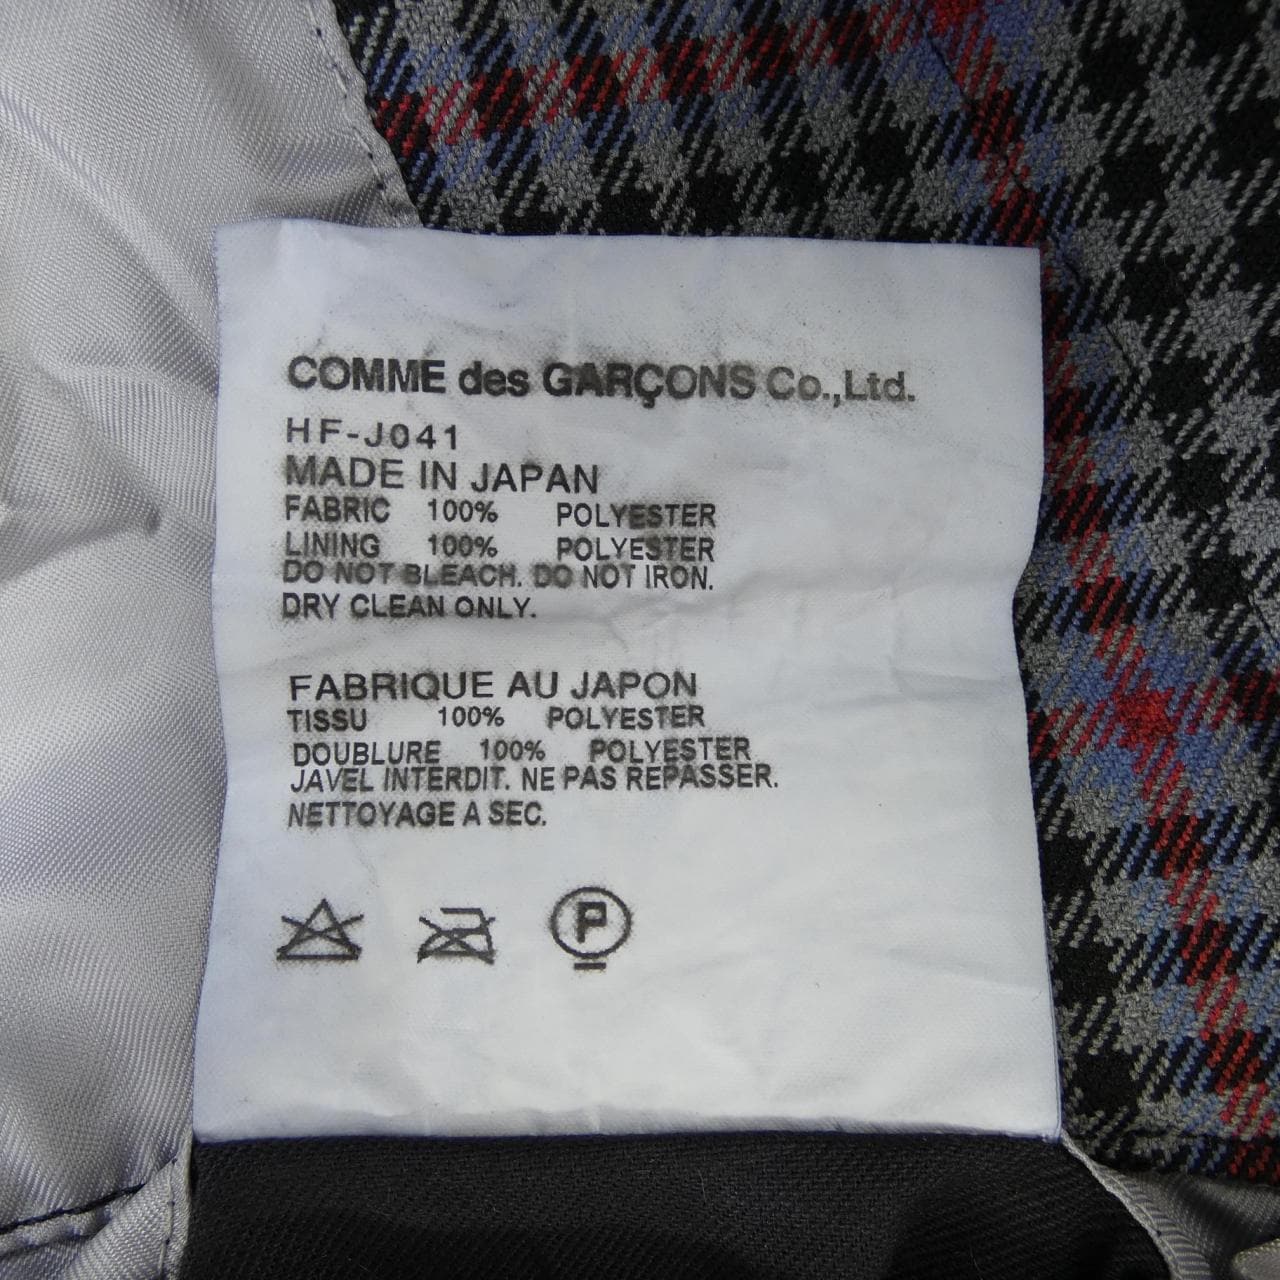 COMME des GARÇONS Co.,Ltd.
HF-J041
MADE IN JAPAN
FABRIC 100% POLYESTER
LINING 100% POLYESTER
DO NOT BLEACH. DO NOT IRON.
DRY CLEAN ONLY.
FABRIQUE AU JAPON
TISSU 100% POLYESTER
DOUBLURE 100% POLYESTER
JAVEL INTERDIT. NE PAS REPASSER.
NETTOYAGE A SEC.
P